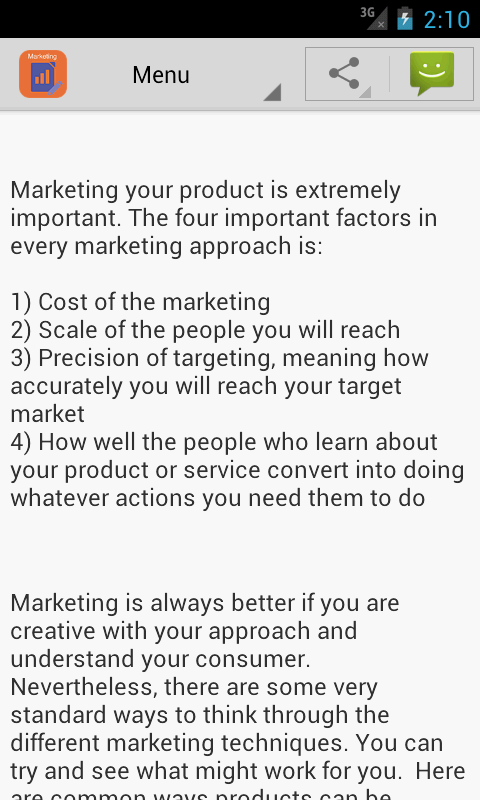 3G 2:10
Marketing
Menu
Marketing your product is extremely
important. The four important factors in
every marketing approach is:
1) Cost of the marketing
2) Scale of the people you will reach
3) Precision of targeting, meaning how
accurately you will reach your target
market
4) How well the people who learn about
your product or service convert into doing
whatever actions you need them to do
Marketing is always better if you are
creative with your approach and
understand your consumer.
Nevertheless, there are some very
standard ways to think through the
different marketing techniques. You can
try and see what might work for you.  Here
are common ways products can be